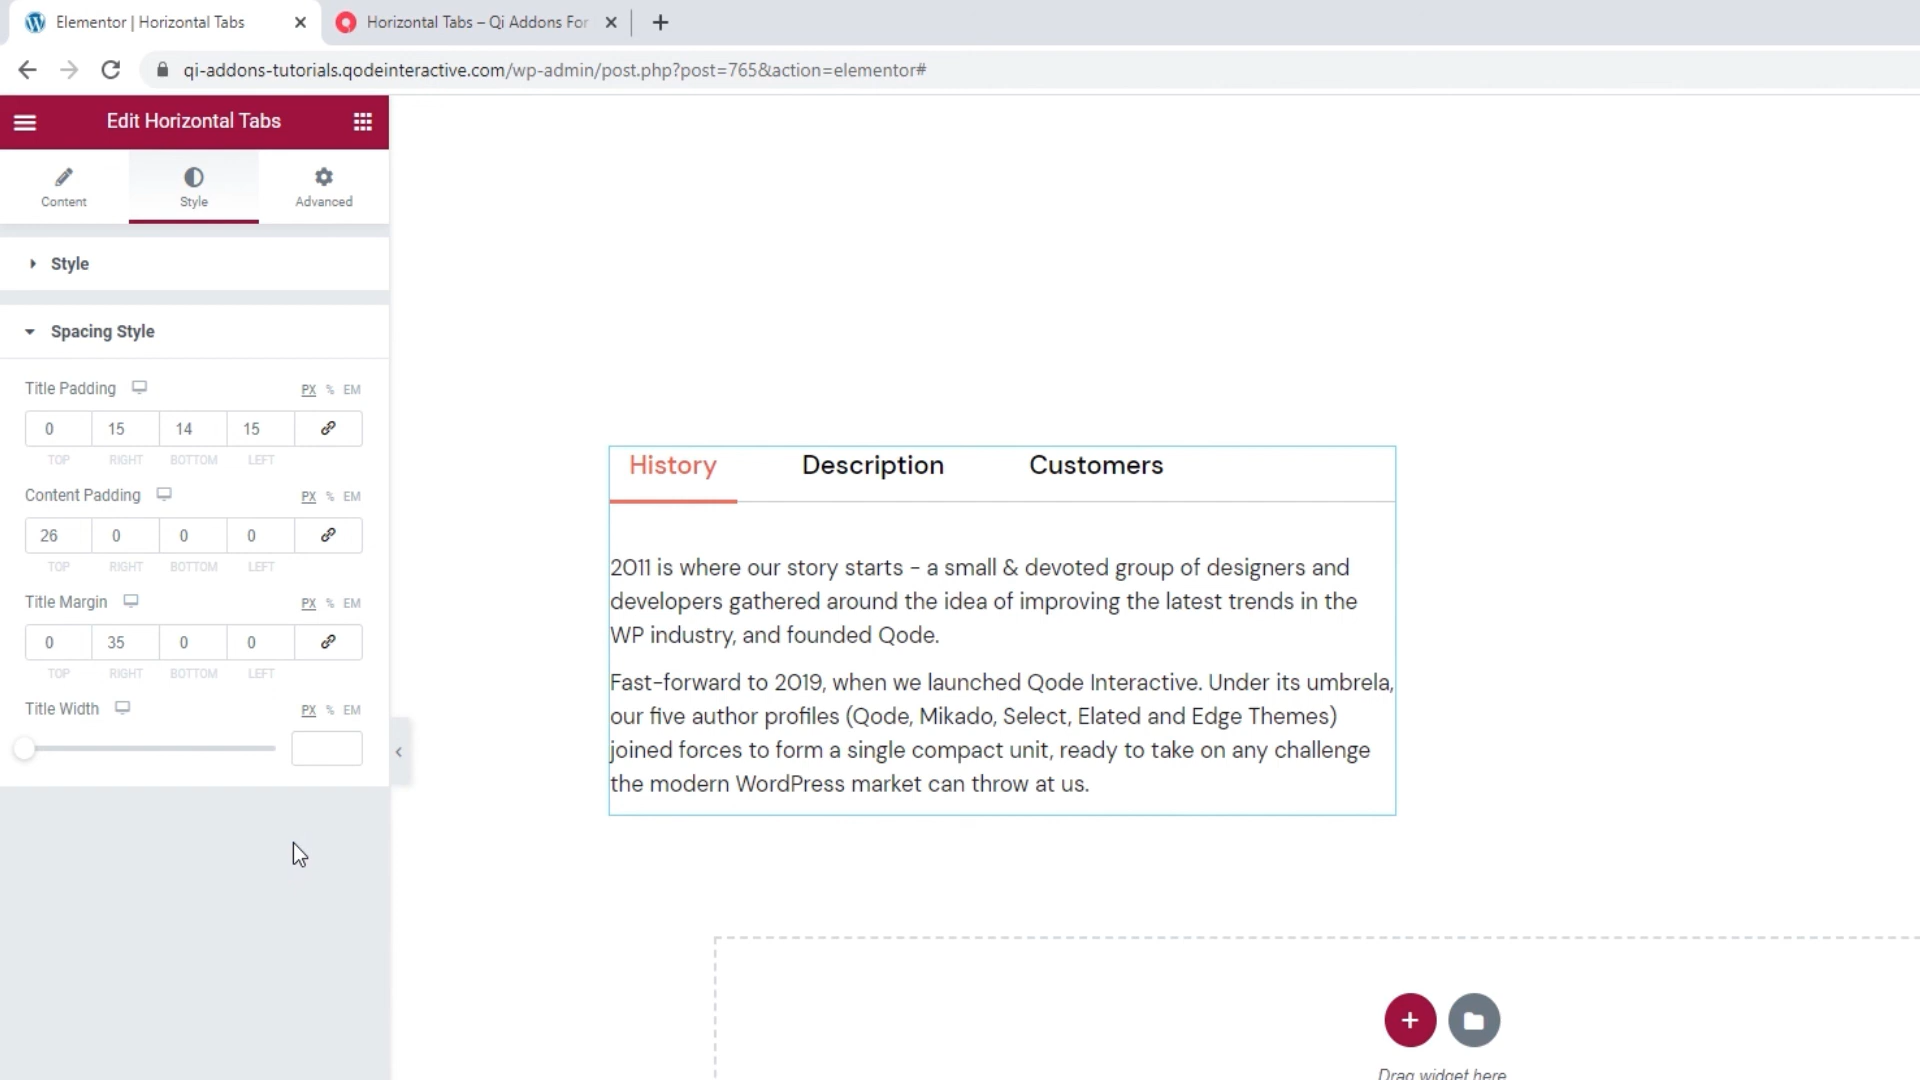 Elementor | Horizontal Tabs
Horizontal Tabs – Qi Addons For
qi-addons-tutorials.qodeinteractive.com/wp-admin/post.php?post=765&action=elementor#
Edit Horizontal Tabs
Content
Style
Advanced
Style
Spacing Style
Title Padding
PX % EM
0 15 14 15
TOP RIGHT BOTTOM LEFT
Content Padding
PX % EM
26 0 0 0
TOP RIGHT BOTTOM LEFT
Title Margin
PX % EM
0 35 0 0
TOP RIGHT BOTTOM LEFT
Title Width
PX % EM
History Description Customers
2011 is where our story starts – a small & devoted group of designers and
developers gathered around the idea of improving the latest trends in the
WP industry, and founded Qode.
Fast-forward to 2019, when we launched Qode Interactive. Under its umbrela,
our five author profiles (Qode, Mikado, Select, Elated and Edge Themes)
joined forces to form a single compact unit, ready to take on any challenge
the modern WordPress market can throw at us.
Drag widget here